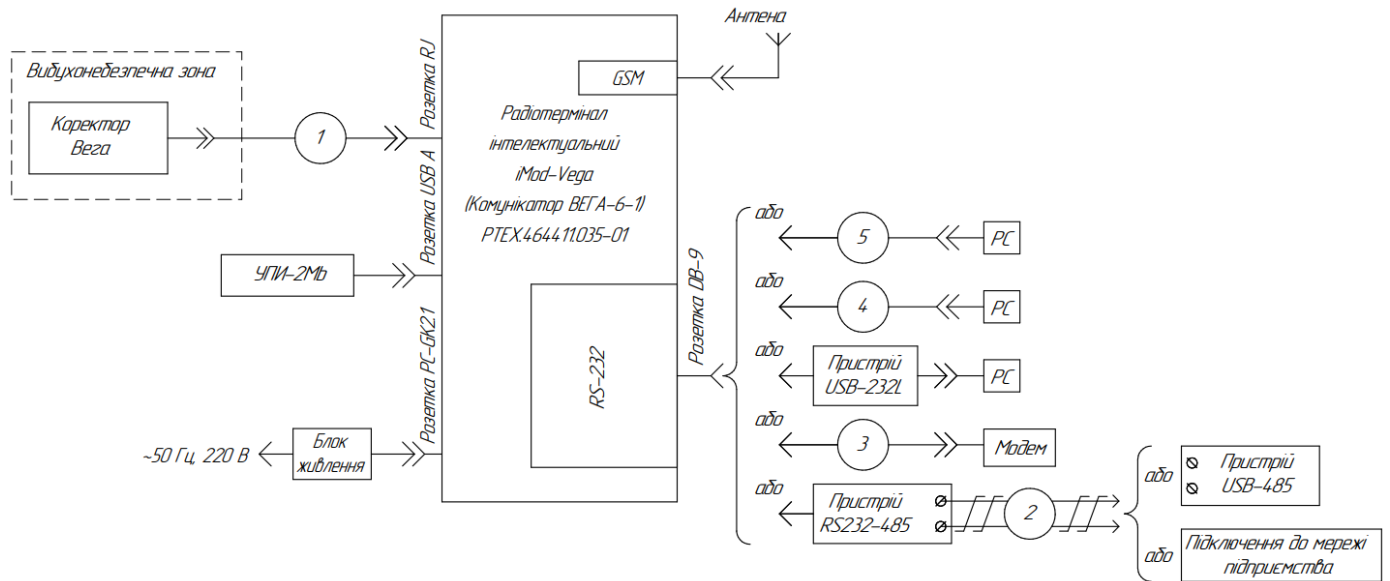 Антена
Вибухонебезпечна зона
Коректор
Вега
1
Розетка RJ
GSM
Радіотермінал
інтелектуальний
iMod-Vega
(Комунікатор ВЕГА-6-1)
РТЕХ.464411.035-01
Розетка USB A
УПИ-2Mb
Розетка PC-GK2.1
~50 Гц, 220 В
Блок
живлення
RS-232
Розетка DB-9
або
5
PC
або
4
PC
або
Пристрій
USB-232L
PC
або
3
Модем
або
Пристрій
RS232-485
2
або
Пристрій
USB-485
або
Підключення до мережі
підприємства